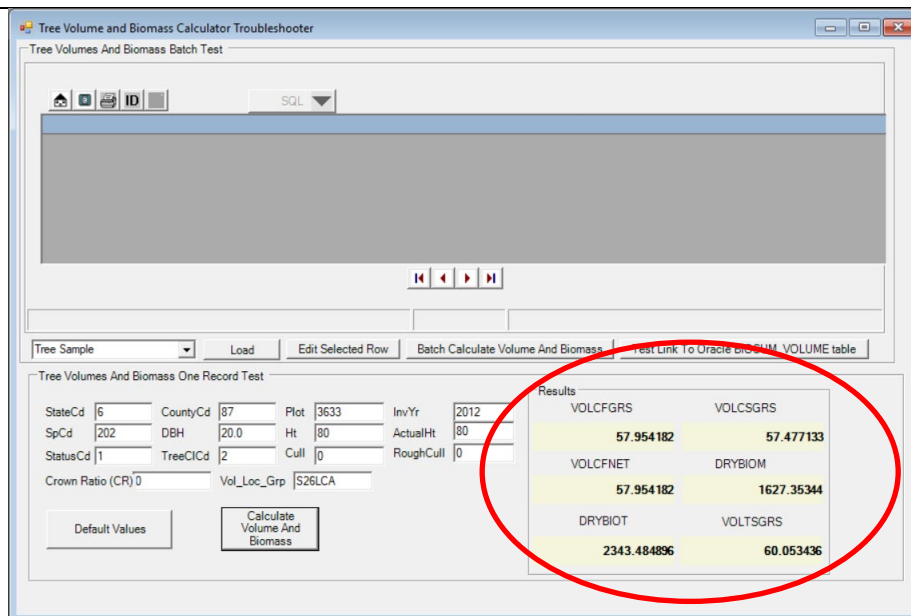 Tree Volume and Biomass Calculator Troubleshooter
Tree Volumes And Biomass Batch Test
ID
SQL
Tree Sample Load Edit Selected Row Batch Calculate Volume And Biomass Test Link To Oracle BIOSUM_VOLUME table
Tree Volumes And Biomass One Record Test
StateCd 6 CountyCd 87 Plot 3633 InvYr 2012
SpCd 202 DBH 20.0 Ht 80 ActualHt 80
StatusCd 1 TreeClCd 2 Cull 0 RoughCull 0
Crown Ratio (CR) 0 Vol_Loc_Grp S26LCA
Default Values
Calculate
Volume And
Biomass
Results
VOLCFGRS VOLCSGRS
57.954182 57.477133
VOLCFNET DRYBIOM
57.954182 1627.35344
DRYBIOT VOLTSGRS
2343.484896 60.053436